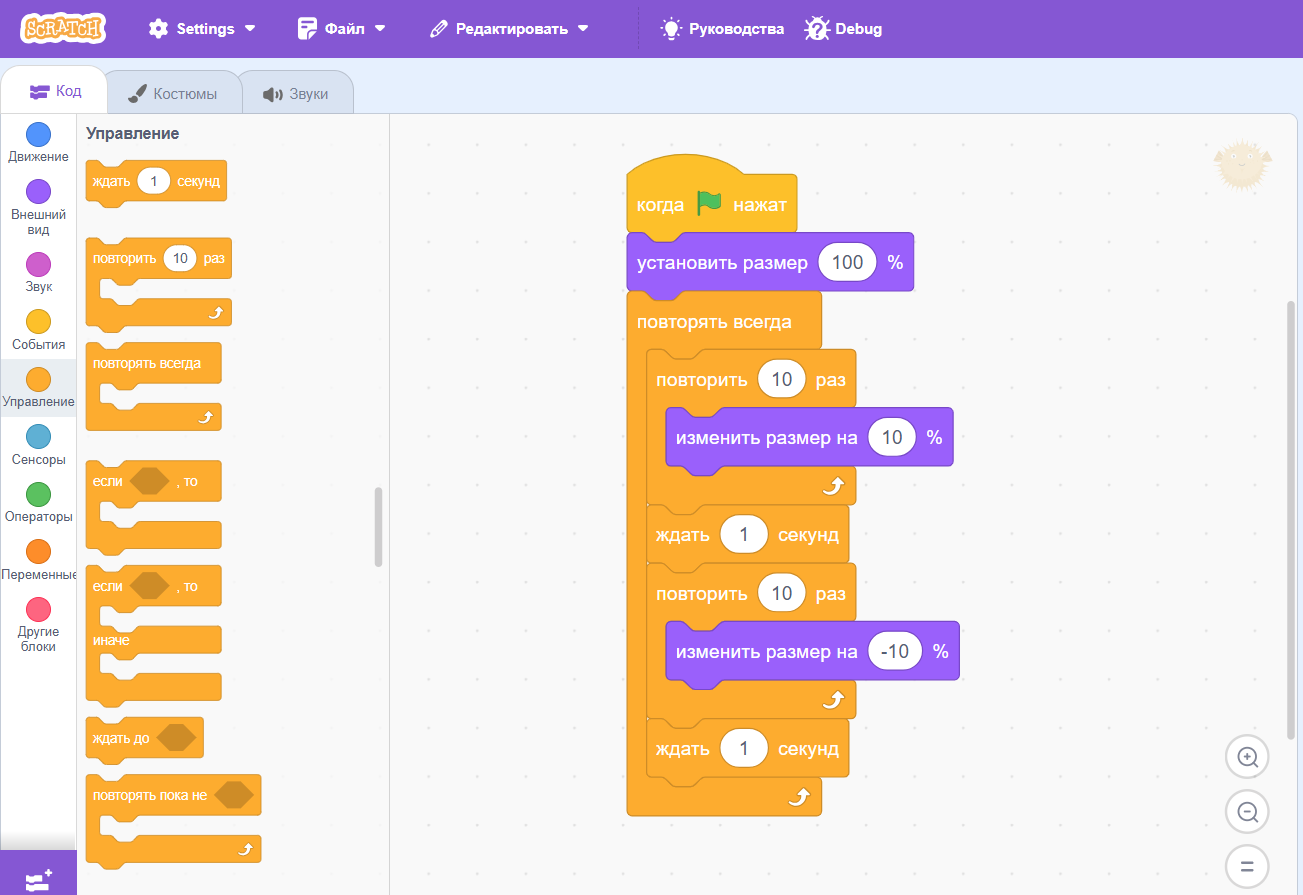 SCRATCH Settings Файл Редактировать Руководства Debug
Код Костюмы Звуки
Движение
Внешний
вид
Звук
События
Управление
Сенсоры
Операторы
Переменные
Другие
блоки
Управление
ждать 1 секунд
повторить 10 раз
повторять всегда
если , то
если , то
иначе
ждать до
повторять пока не
когда нажат
установить размер 100 %
повторять всегда
повторить 10 раз
изменить размер на 10 %
ждать 1 секунд
повторить 10 раз
изменить размер на -10 %
ждать 1 секунд